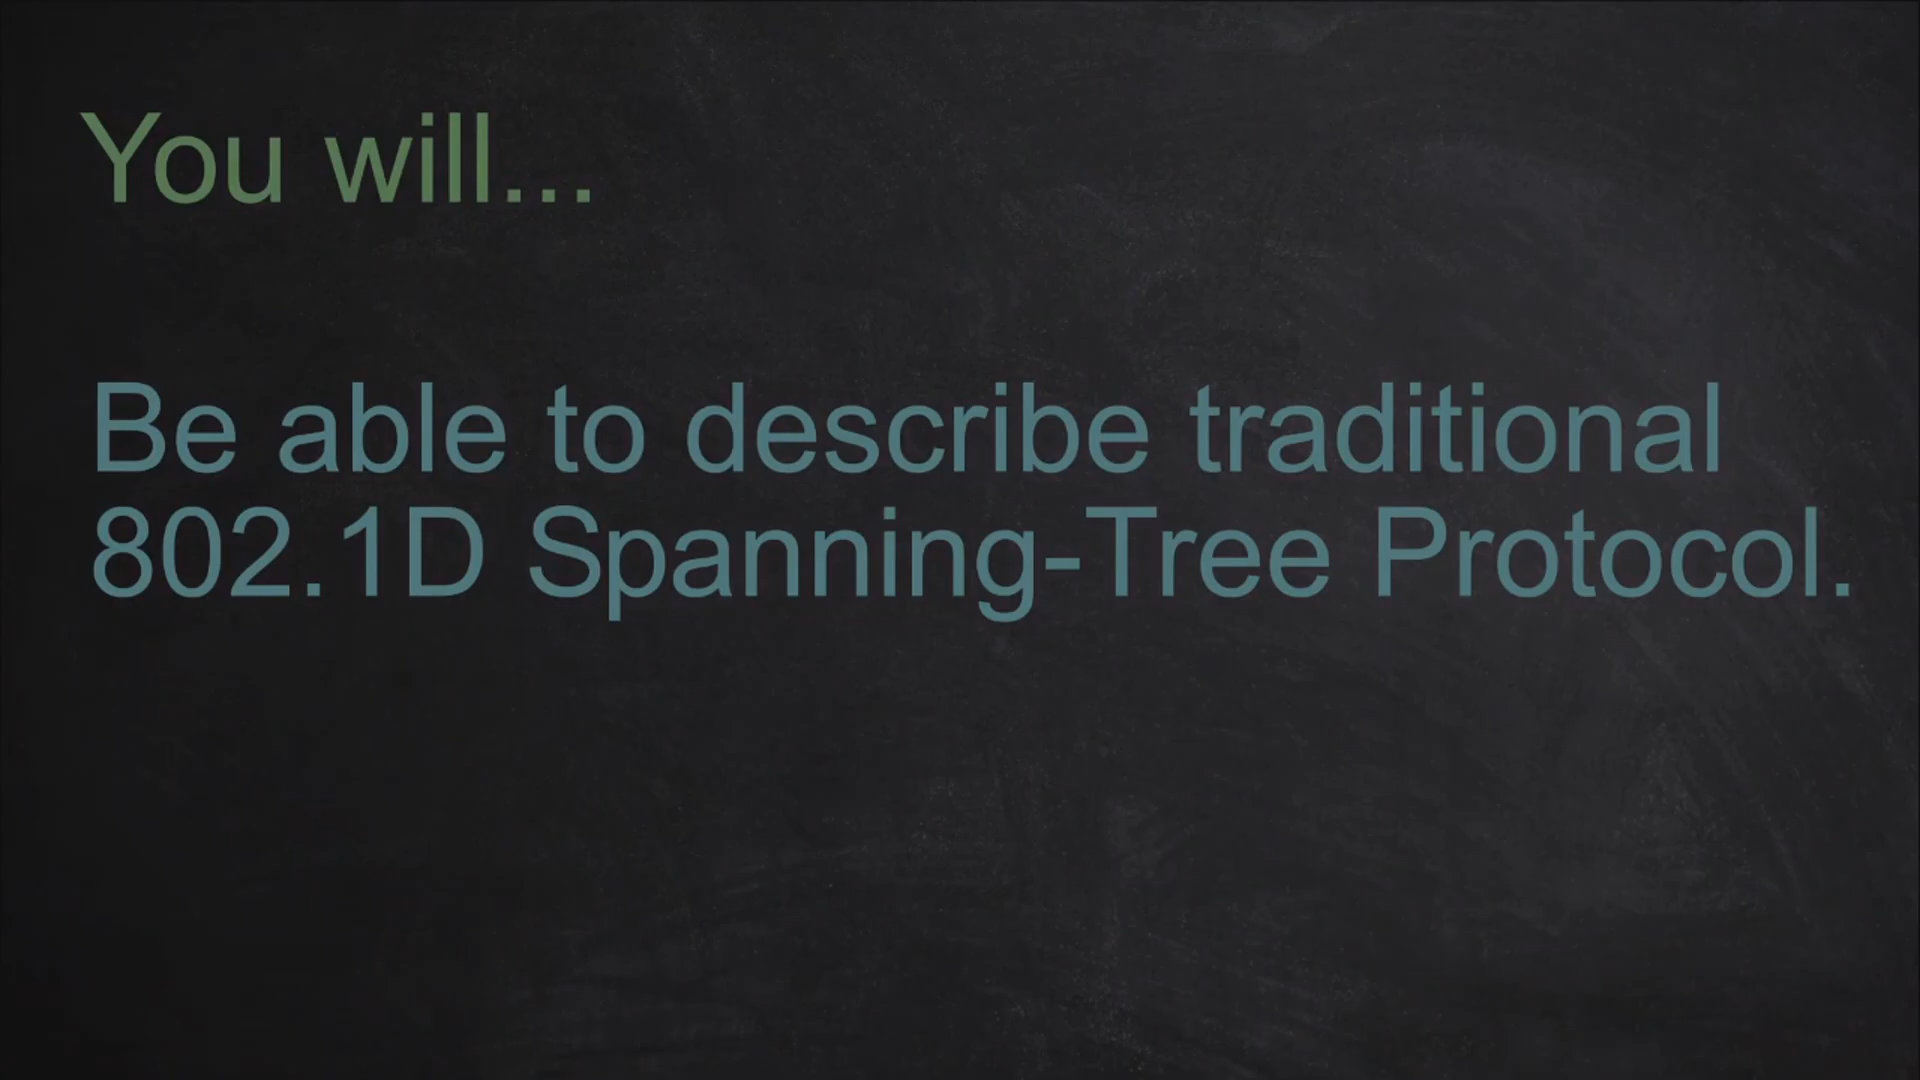 You will...
Be able to describe traditional
802.1D Spanning-Tree Protocol.